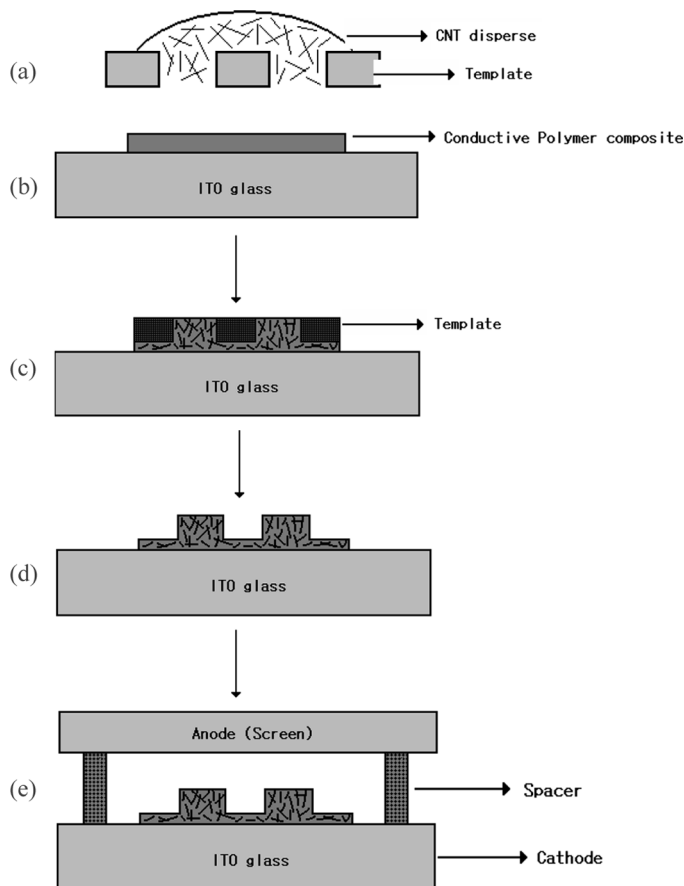 CNT disperse
(a)
Template
Conductive Polymer composite
(b)
ITO glass
Template
(c)
ITO glass
(d)
ITO glass
Anode (Screen)
(e)
Spacer
ITO glass
Cathode